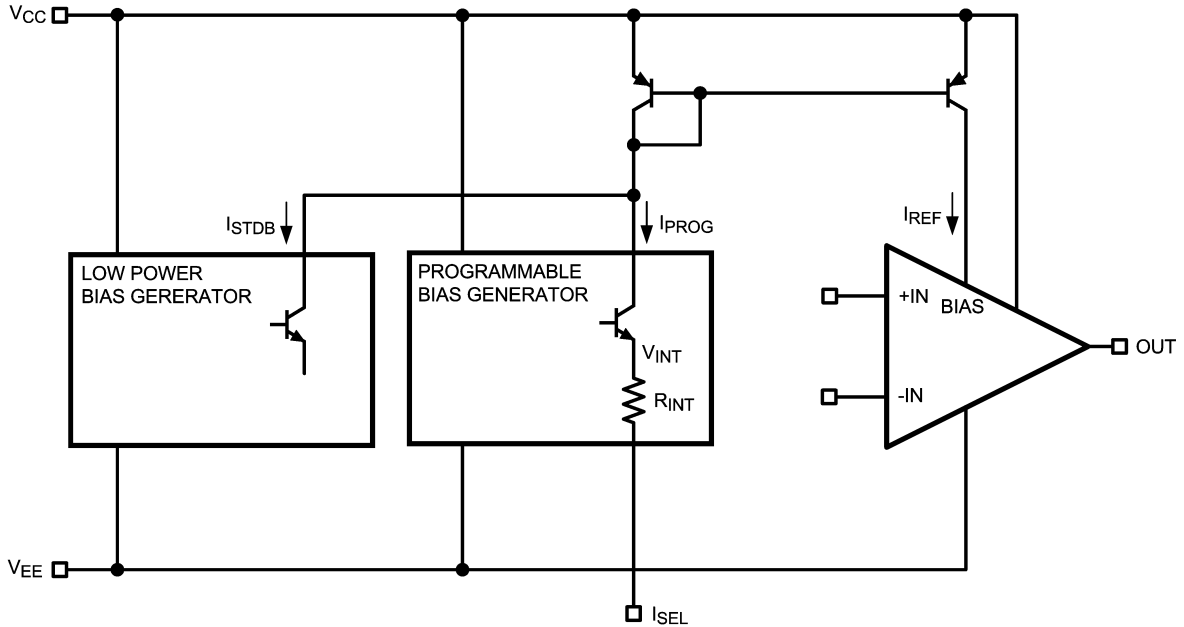 VCC
ISTDB
IPROG
IREF
LOW POWER
BIAS GERERATOR
PROGRAMMABLE
BIAS GENERATOR
+IN
BIAS
VINT
OUT
RINT
-IN
VEE
ISEL